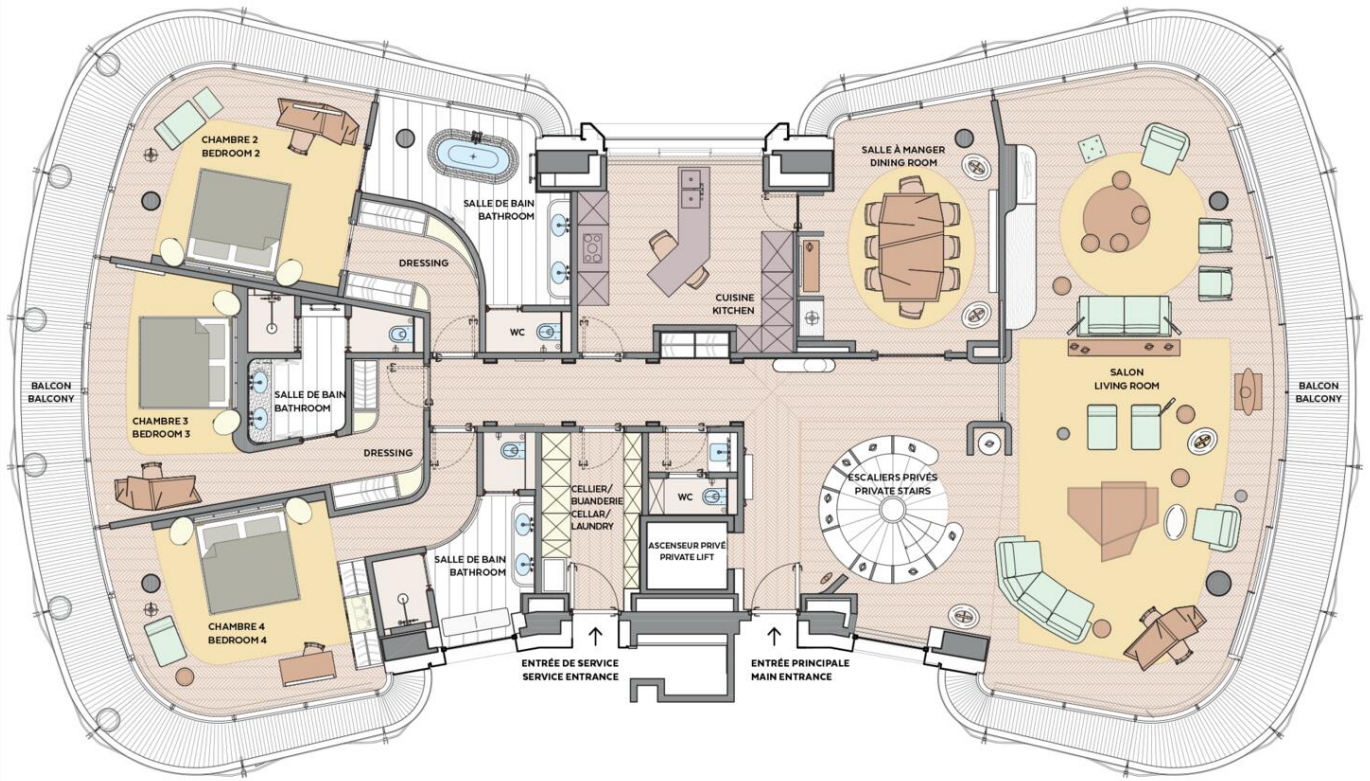 CHAMBRE 2
BEDROOM 2
SALLE DE BAIN
BATHROOM
SALLE À MANGER
DINING ROOM
DRESSING
WC
CUISINE
KITCHEN
BALCON
BALCONY
CHAMBRE 3
BEDROOM 3
SALLE DE BAIN
BATHROOM
SALON
LIVING ROOM
BALCON
BALCONY
DRESSING
CELLIER/
BUANDERIE
CELLAR/
LAUNDRY
WC
ESCALIERS PRIVÉS
PRIVATE STAIRS
ASCENSEUR PRIVÉ
PRIVATE LIFT
SALLE DE BAIN
BATHROOM
CHAMBRE 4
BEDROOM 4
ENTRÉE DE SERVICE
SERVICE ENTRANCE
ENTRÉE PRINCIPALE
MAIN ENTRANCE